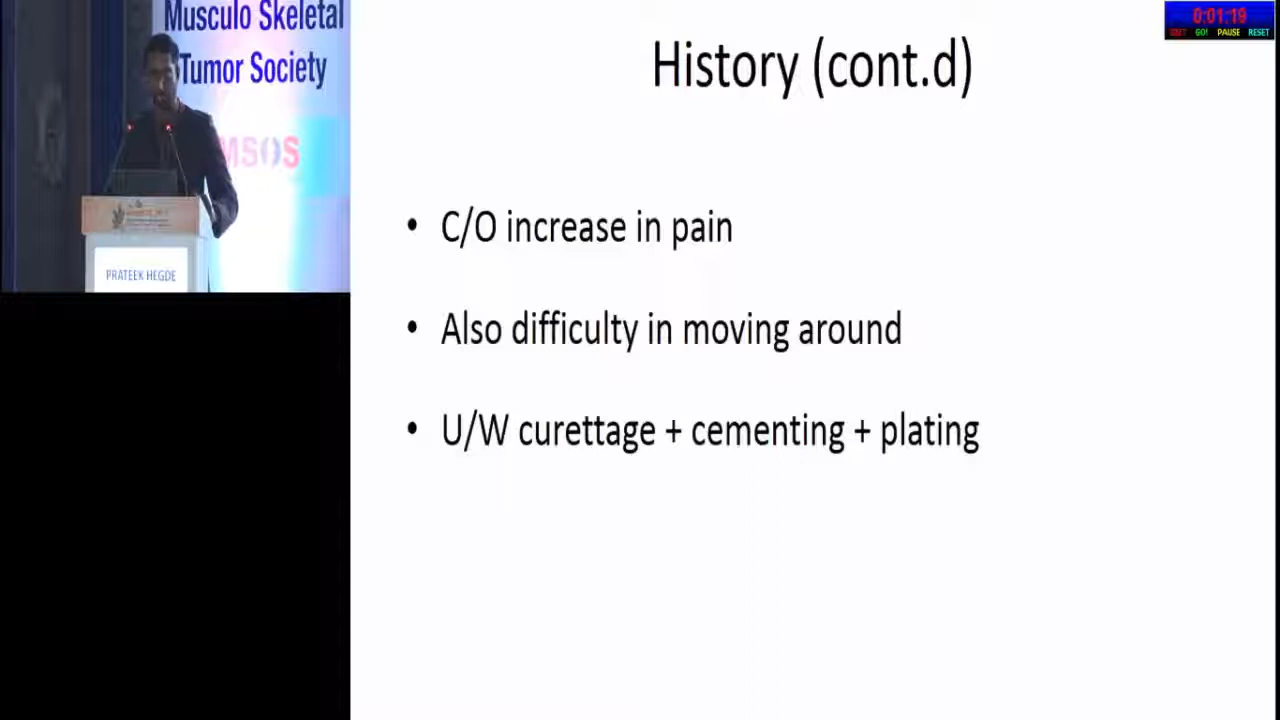 Musculo Skeletal
Tumor Society
MSOS
PRATEEK HEGDE
0:01:19
GO! PAUSE RESET
History (cont.d)
• C/O increase in pain
• Also difficulty in moving around
• U/W curettage + cementing + plating